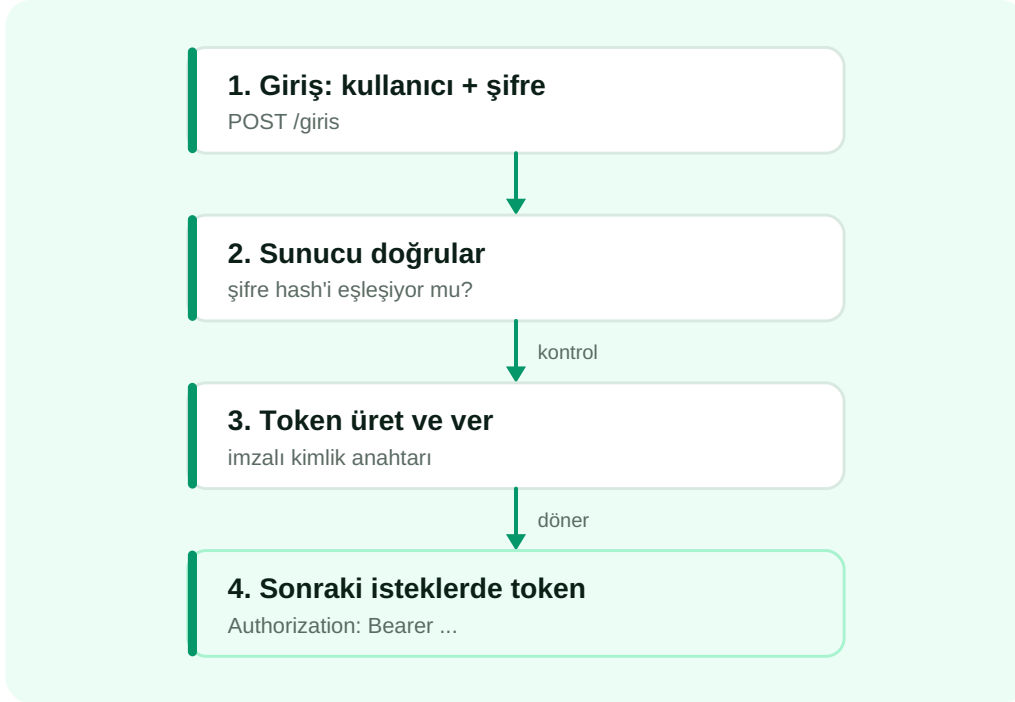 1. Giriş: kullanıcı + şifre
POST /giris
2. Sunucu doğrular
şifre hash'i eşleşiyor mu?
kontrol
3. Token üret ve ver
imzalı kimlik anahtarı
döner
4. Sonraki isteklerde token
Authorization: Bearer ...